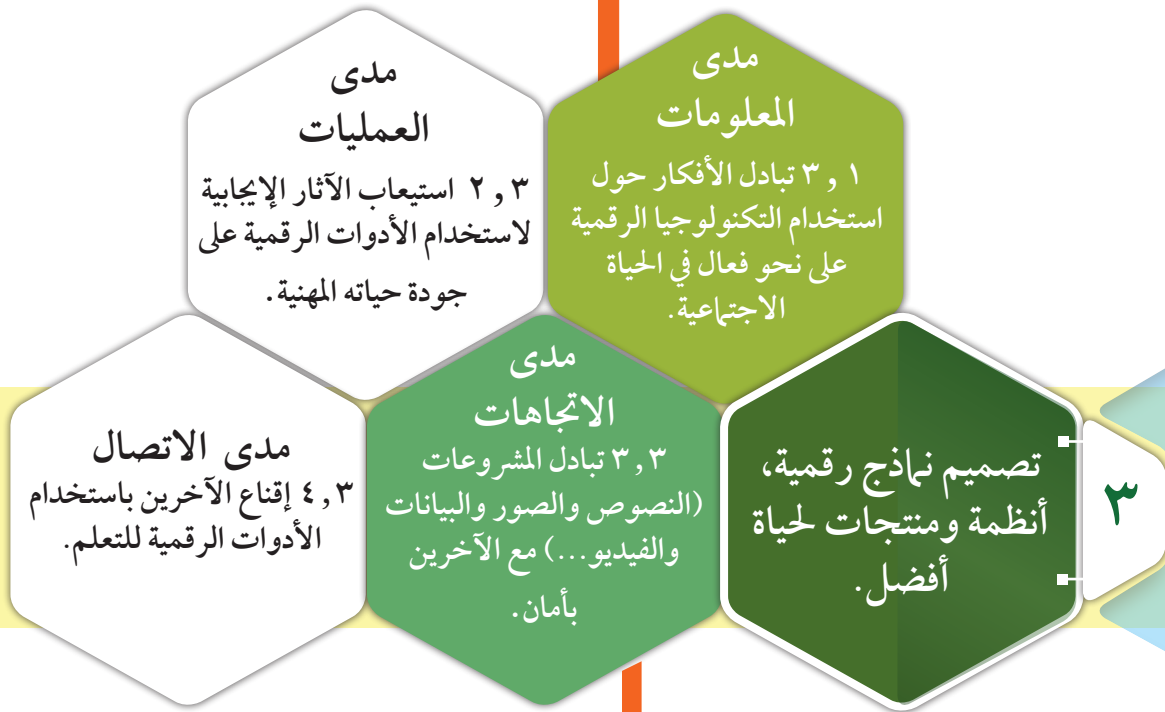 ٣
تصميم نماذج رقمية،
أنظمة ومنتجات لحياة
أفضل.
مدى
المعلومات
١ , ٣ تبادل الأفكار حول
استخدام التكنولوجيا الرقمية
على نحو فعال في الحياة
الاجتماعية.
مدى
العمليات
٣ , ٢ استيعاب الآثار الإيجابية
لاستخدام الأدوات الرقمية على
جودة حياته المهنية.
مدى
الاتجاهات
٣ , ٣ تبادل المشروعات
(النصوص والصور والبيانات
والفيديو...) مع الآخرين
بأمان.
مدى الاتصال
٤ , ٣ إقناع الآخرين باستخدام
الأدوات الرقمية للتعلم.